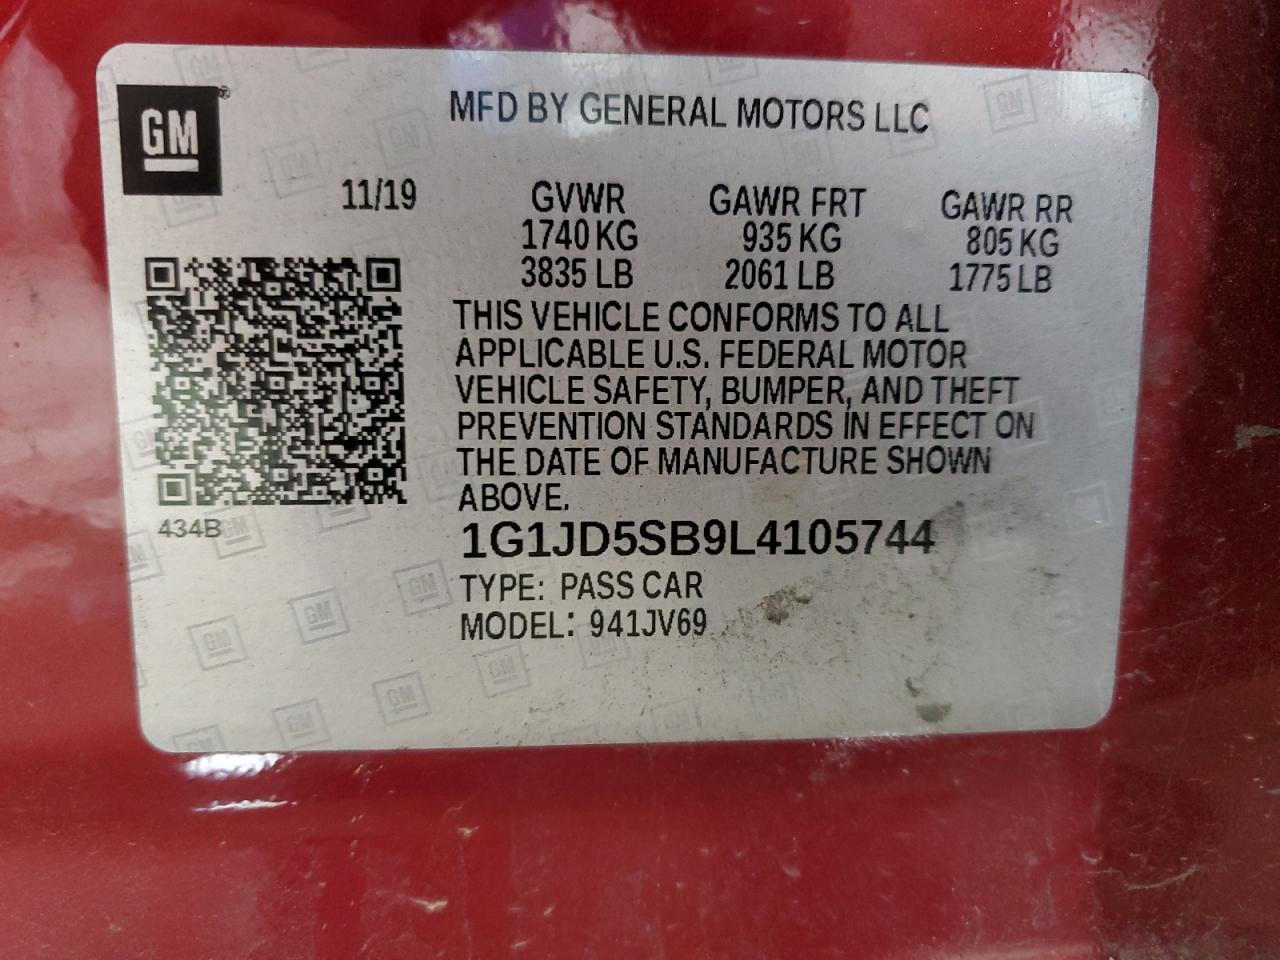 GM®
MFD BY GENERAL MOTORS LLC
11/19
GVWR GAWR FRT GAWR RR
1740 KG 935 KG 805 KG
3835 LB 2061 LB 1775 LB
THIS VEHICLE CONFORMS TO ALL
APPLICABLE U.S. FEDERAL MOTOR
VEHICLE SAFETY, BUMPER, AND THEFT
PREVENTION STANDARDS IN EFFECT ON
THE DATE OF MANUFACTURE SHOWN
ABOVE.
434B
1G1JD5SB9L4105744
TYPE: PASS CAR
MODEL: 941JV69